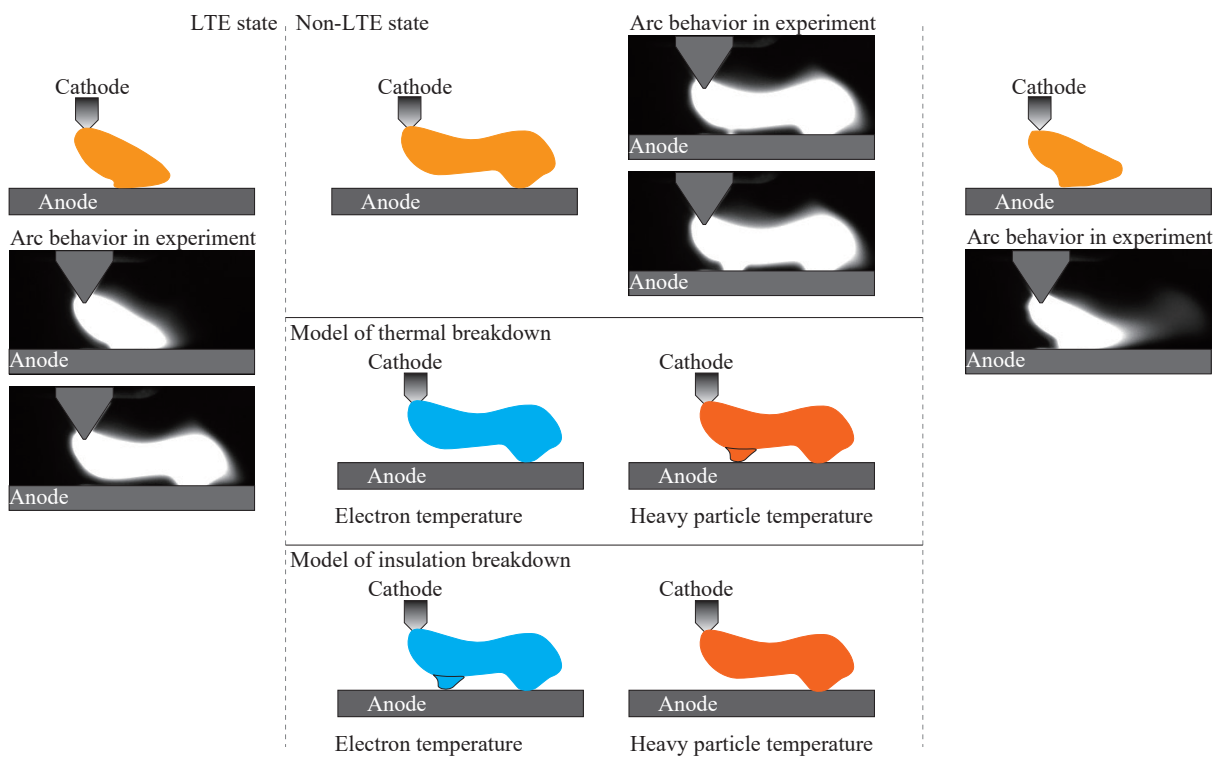 LTE state
Cathode
Anode
Arc behavior in experiment
Anode
Anode
Non-LTE state
Cathode
Anode
Arc behavior in experiment
Anode
Anode
Model of thermal breakdown
Cathode
Cathode
Anode
Anode
Electron temperature
Heavy particle temperature
Model of insulation breakdown
Cathode
Cathode
Anode
Anode
Electron temperature
Heavy particle temperature
Cathode
Anode
Arc behavior in experiment
Anode